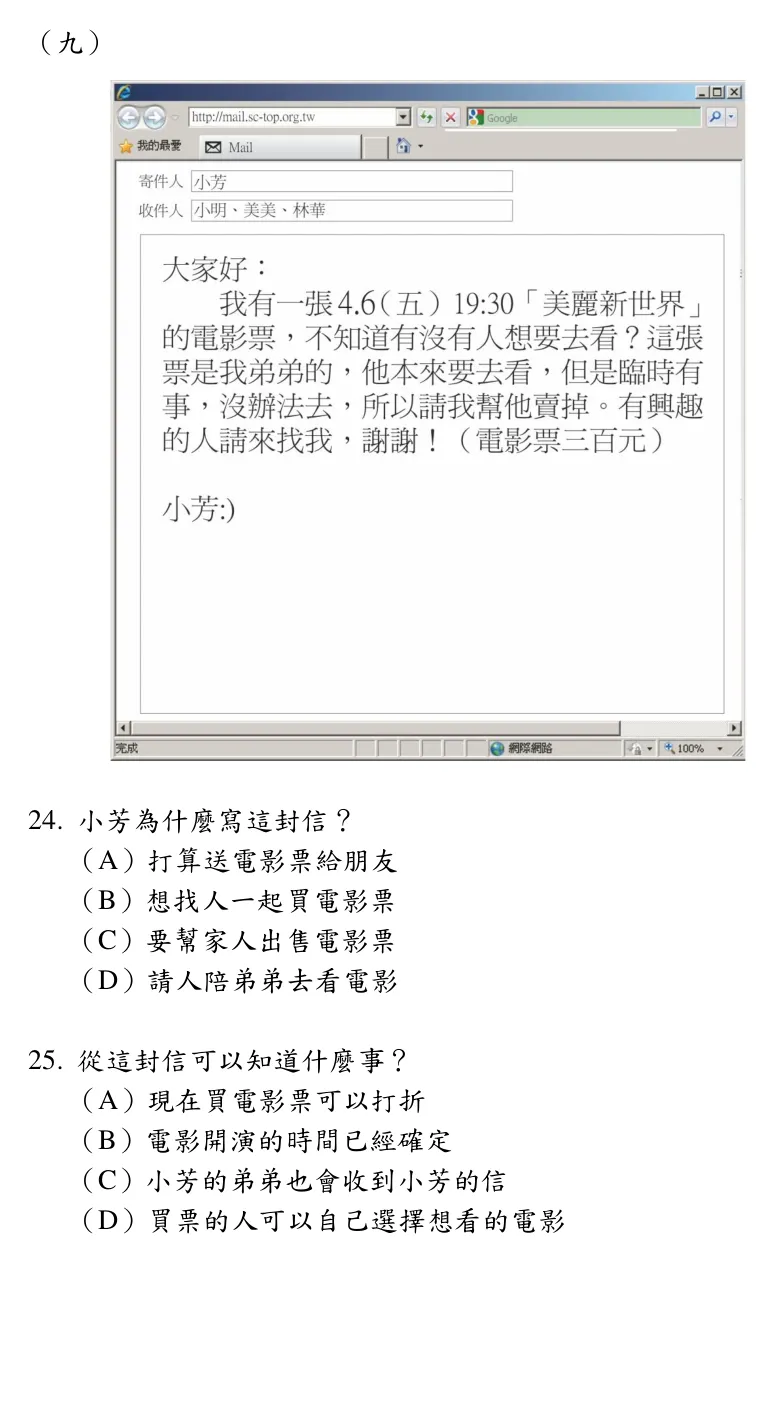 （九）
http://mail.sc-top.org.tw
Google
我的最愛
Mail
寄件人 小芳
收件人 小明、美美、林華
大家好：
我有一張4.6（五）19:30「美麗新世界」
的電影票，不知道有沒有人想要去看？這張
票是我弟弟的，他本來要去看，但是臨時有
事，沒辦法去，所以請我幫他賣掉。有興趣
的人請來找我，謝謝！（電影票三百元）
小芳:)
完成
網際網路
100%
24. 小芳為什麼寫這封信？
（A）打算送電影票給朋友
（B）想找人一起買電影票
（C）要幫家人出售電影票
（D）請人陪弟弟去看電影
25. 從這封信可以知道什麼事？
（A）現在買電影票可以打折
（B）電影開演的時間已經確定
（C）小芳的弟弟也會收到小芳的信
（D）買票的人可以自己選擇想看的電影